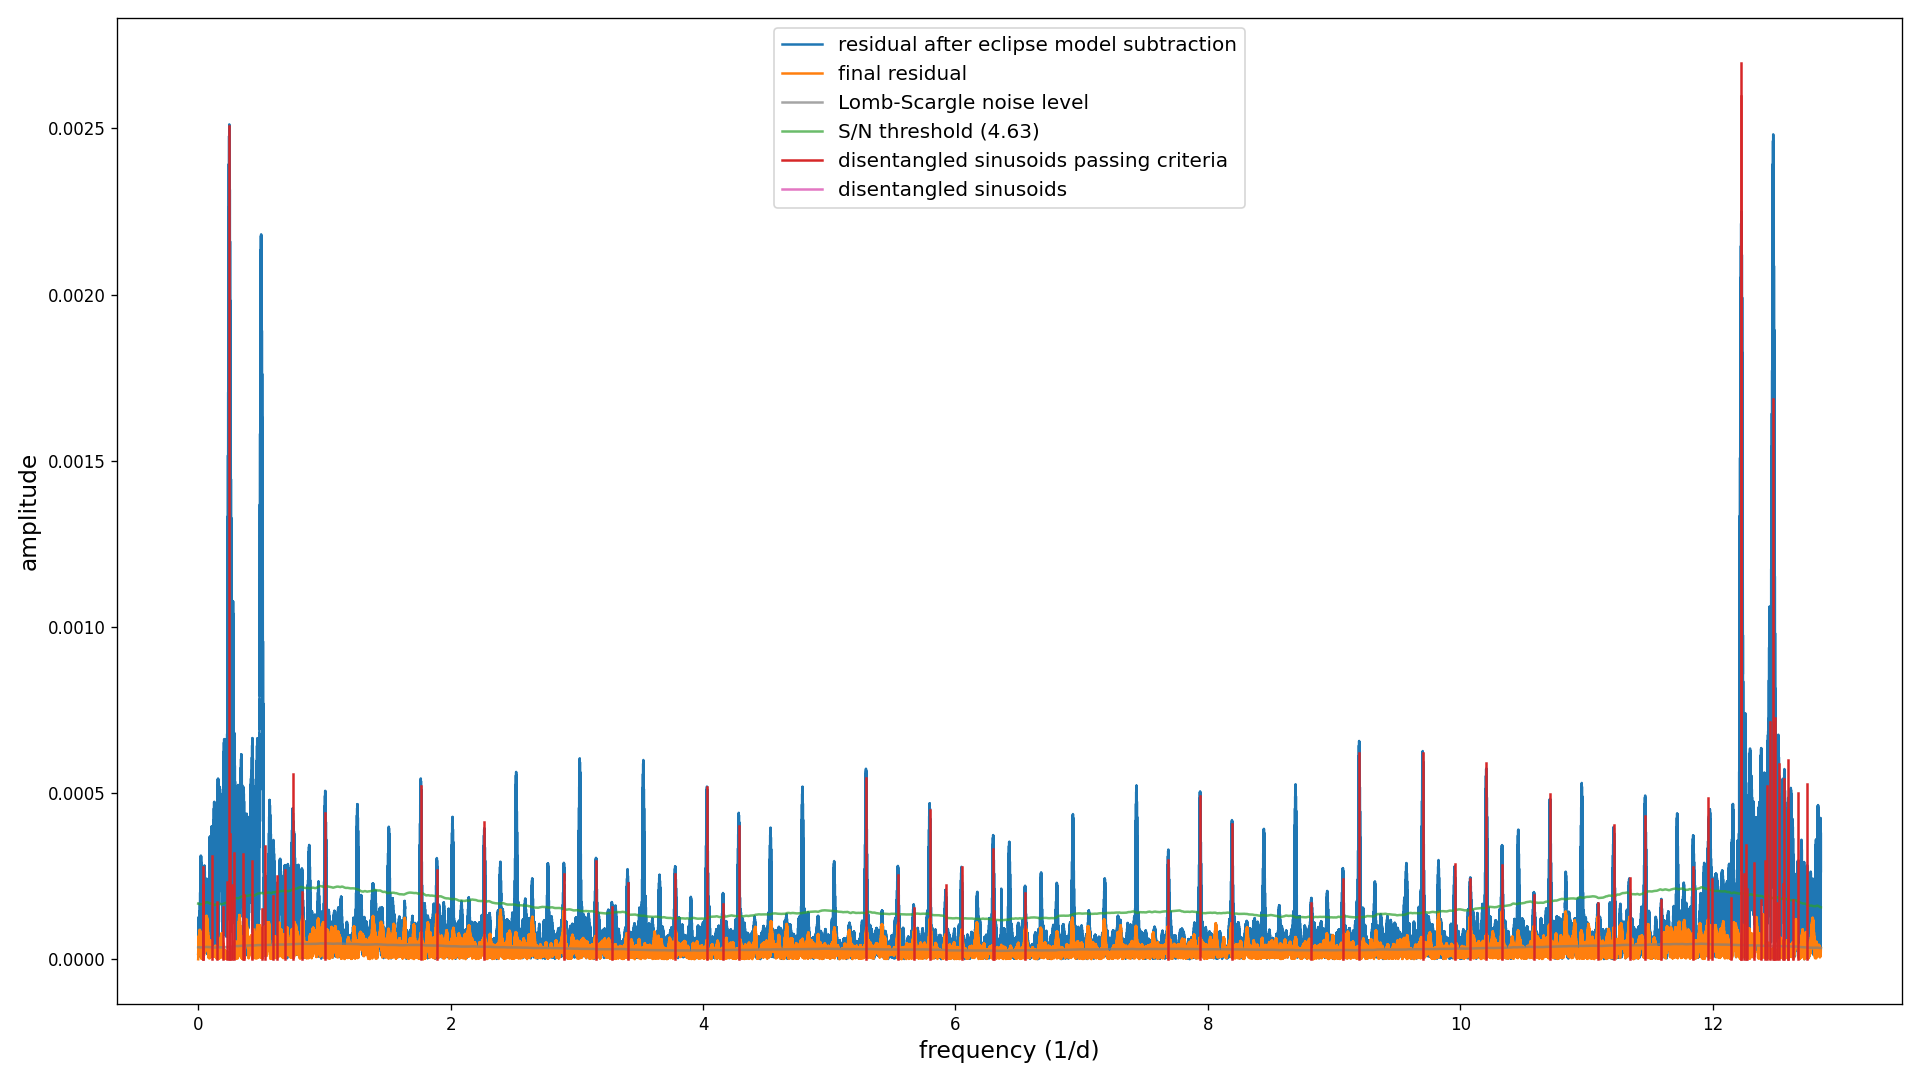 residual after eclipse model subtraction
final residual
Lomb-Scargle noise level
S/N threshold (4.63)
disentangled sinusoids passing criteria
disentangled sinusoids
0.0025
0.0020
0.0015
0.0010
0.0005
0.0000
amplitude
0 2 4 6 8 10 12
frequency (1/d)